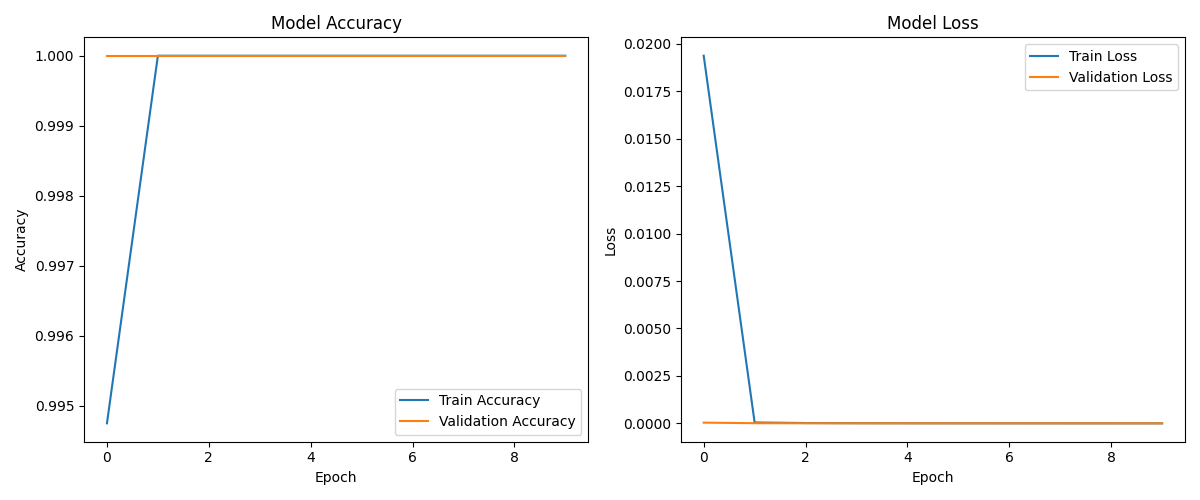 Model Accuracy
1.000
0.999
0.998
0.997
0.996
0.995
Accuracy
0 2 4 6 8
Epoch
Train Accuracy
Validation Accuracy
Model Loss
0.0200
0.0175
0.0150
0.0125
0.0100
0.0075
0.0050
0.0025
0.0000
Loss
0 2 4 6 8
Epoch
Train Loss
Validation Loss